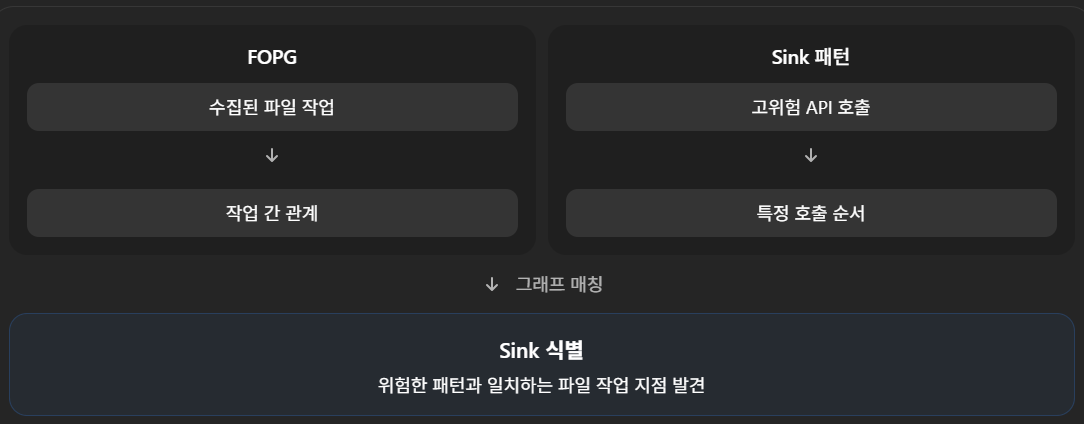 FOPG
수집된 파일 작업
↓
작업 간 관계
Sink 패턴
고위험 API 호출
↓
특정 호출 순서
↓ 그래프 매칭
Sink 식별
위험한 패턴과 일치하는 파일 작업 지점 발견